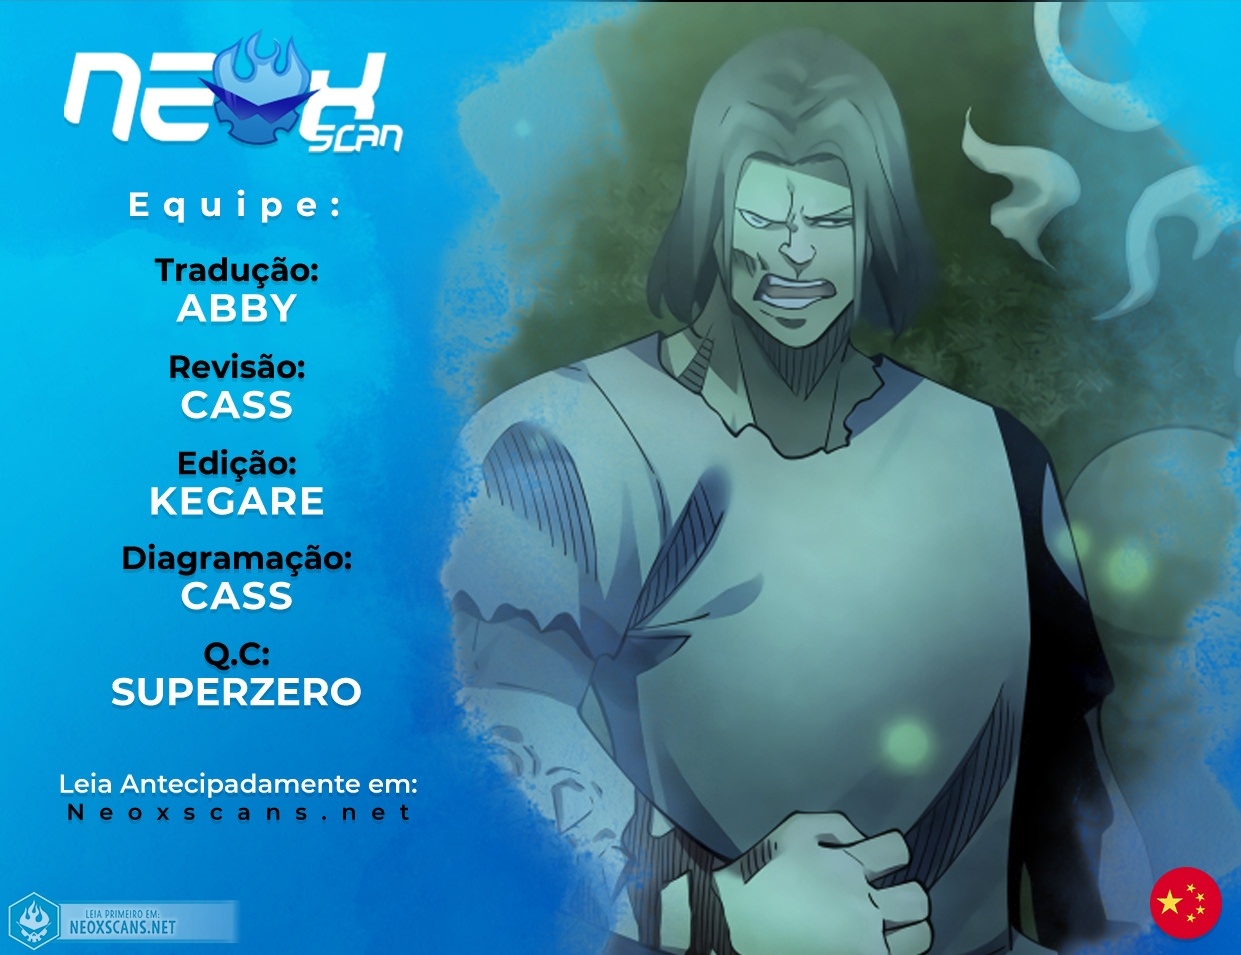 NEOX
SCAN
Equipe:
Tradução:
ABBY
Revisão:
CASS
Edição:
KEGARE
Diagramação:
CASS
Q.C:
SUPERZERO
Leia Antecipadamente em:
Neoxscans.net
LEIA PRIMEIRO EM:
NEOXSCANS.NET